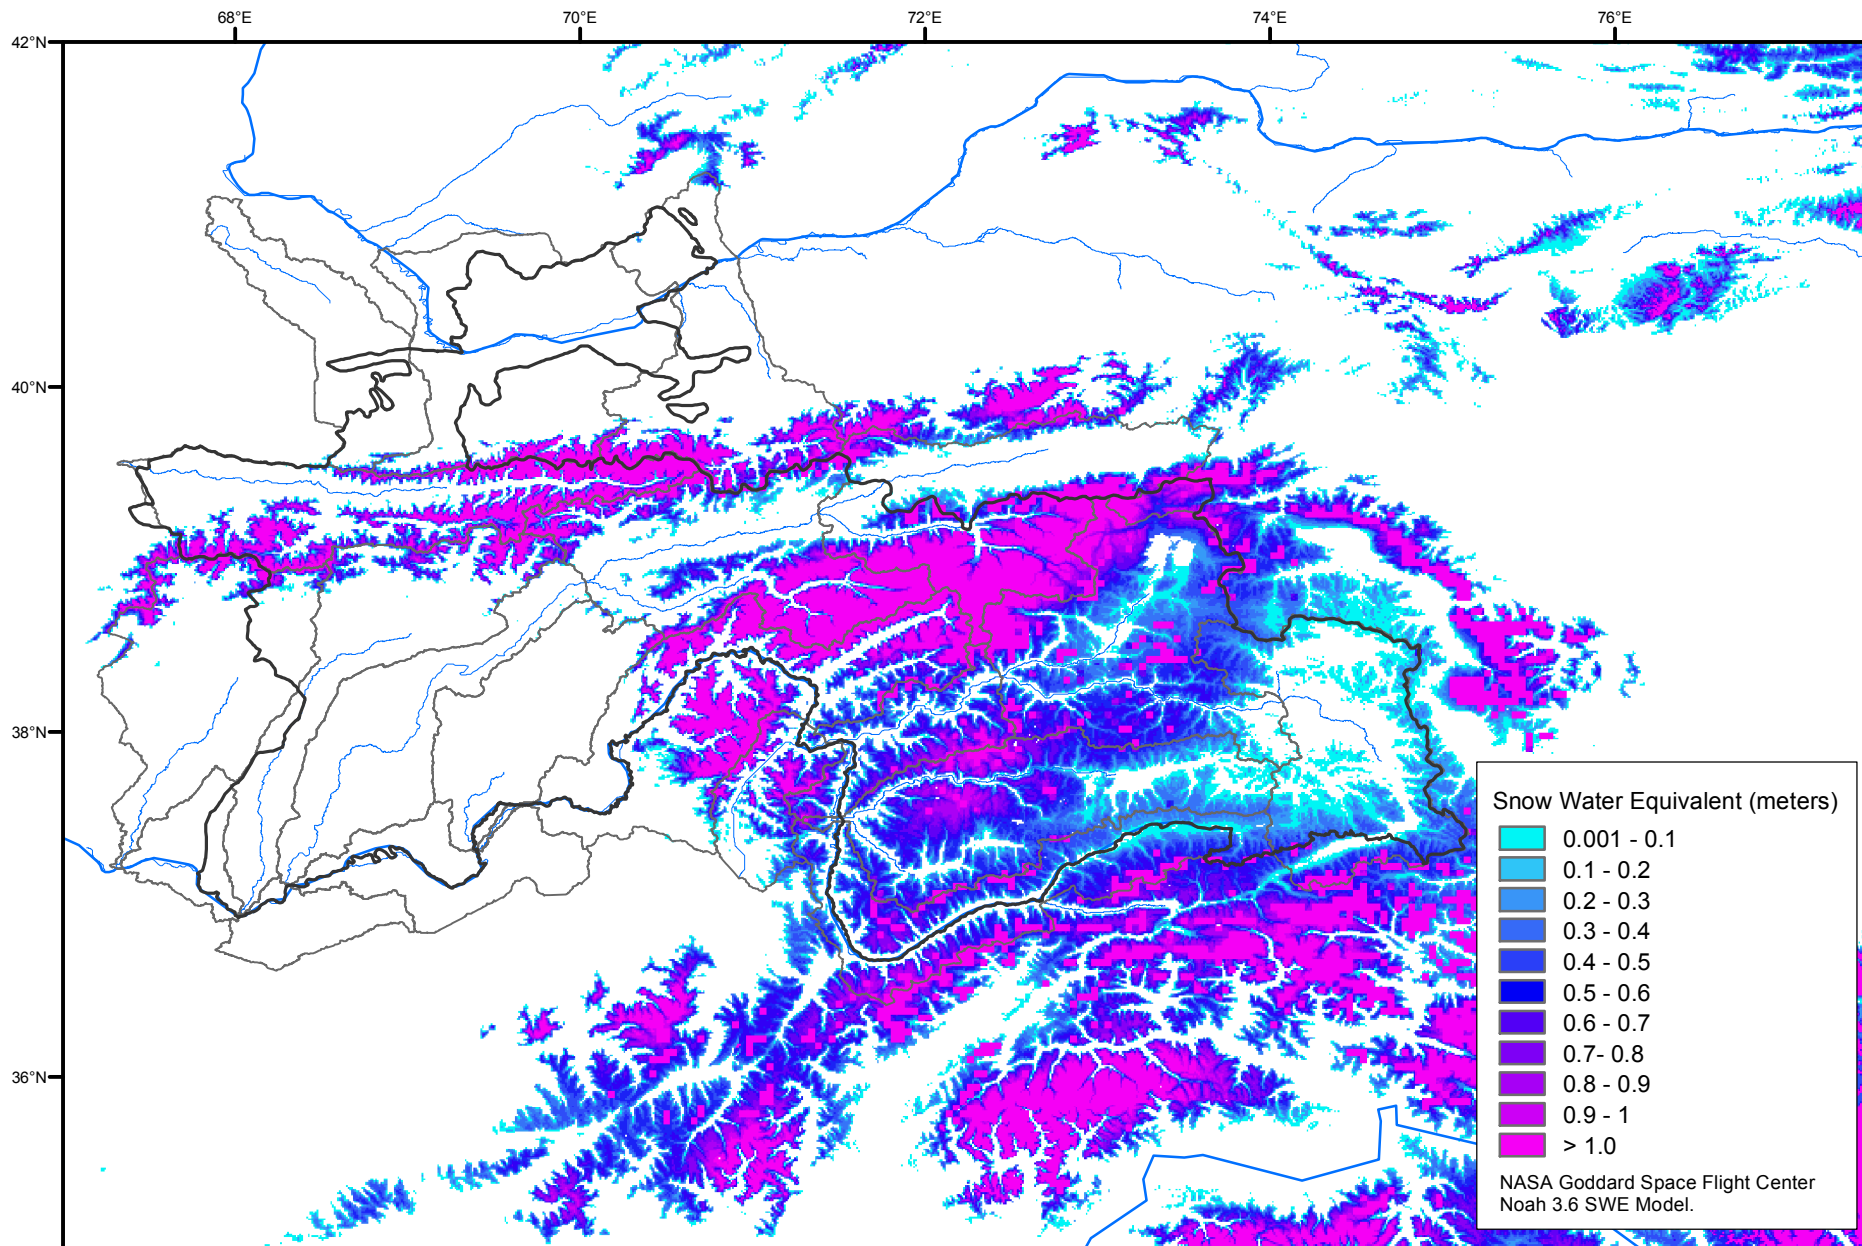 68°E 70°E 72°E 74°E 76°E
42°N
40°N
38°N
36°N
Snow Water Equivalent (meters)
0.001 - 0.1
0.1 - 0.2
0.2 - 0.3
0.3 - 0.4
0.4 - 0.5
0.5 - 0.6
0.6 - 0.7
0.7- 0.8
0.8 - 0.9
0.9 - 1
> 1.0
NASA Goddard Space Flight Center
Noah 3.6 SWE Model.